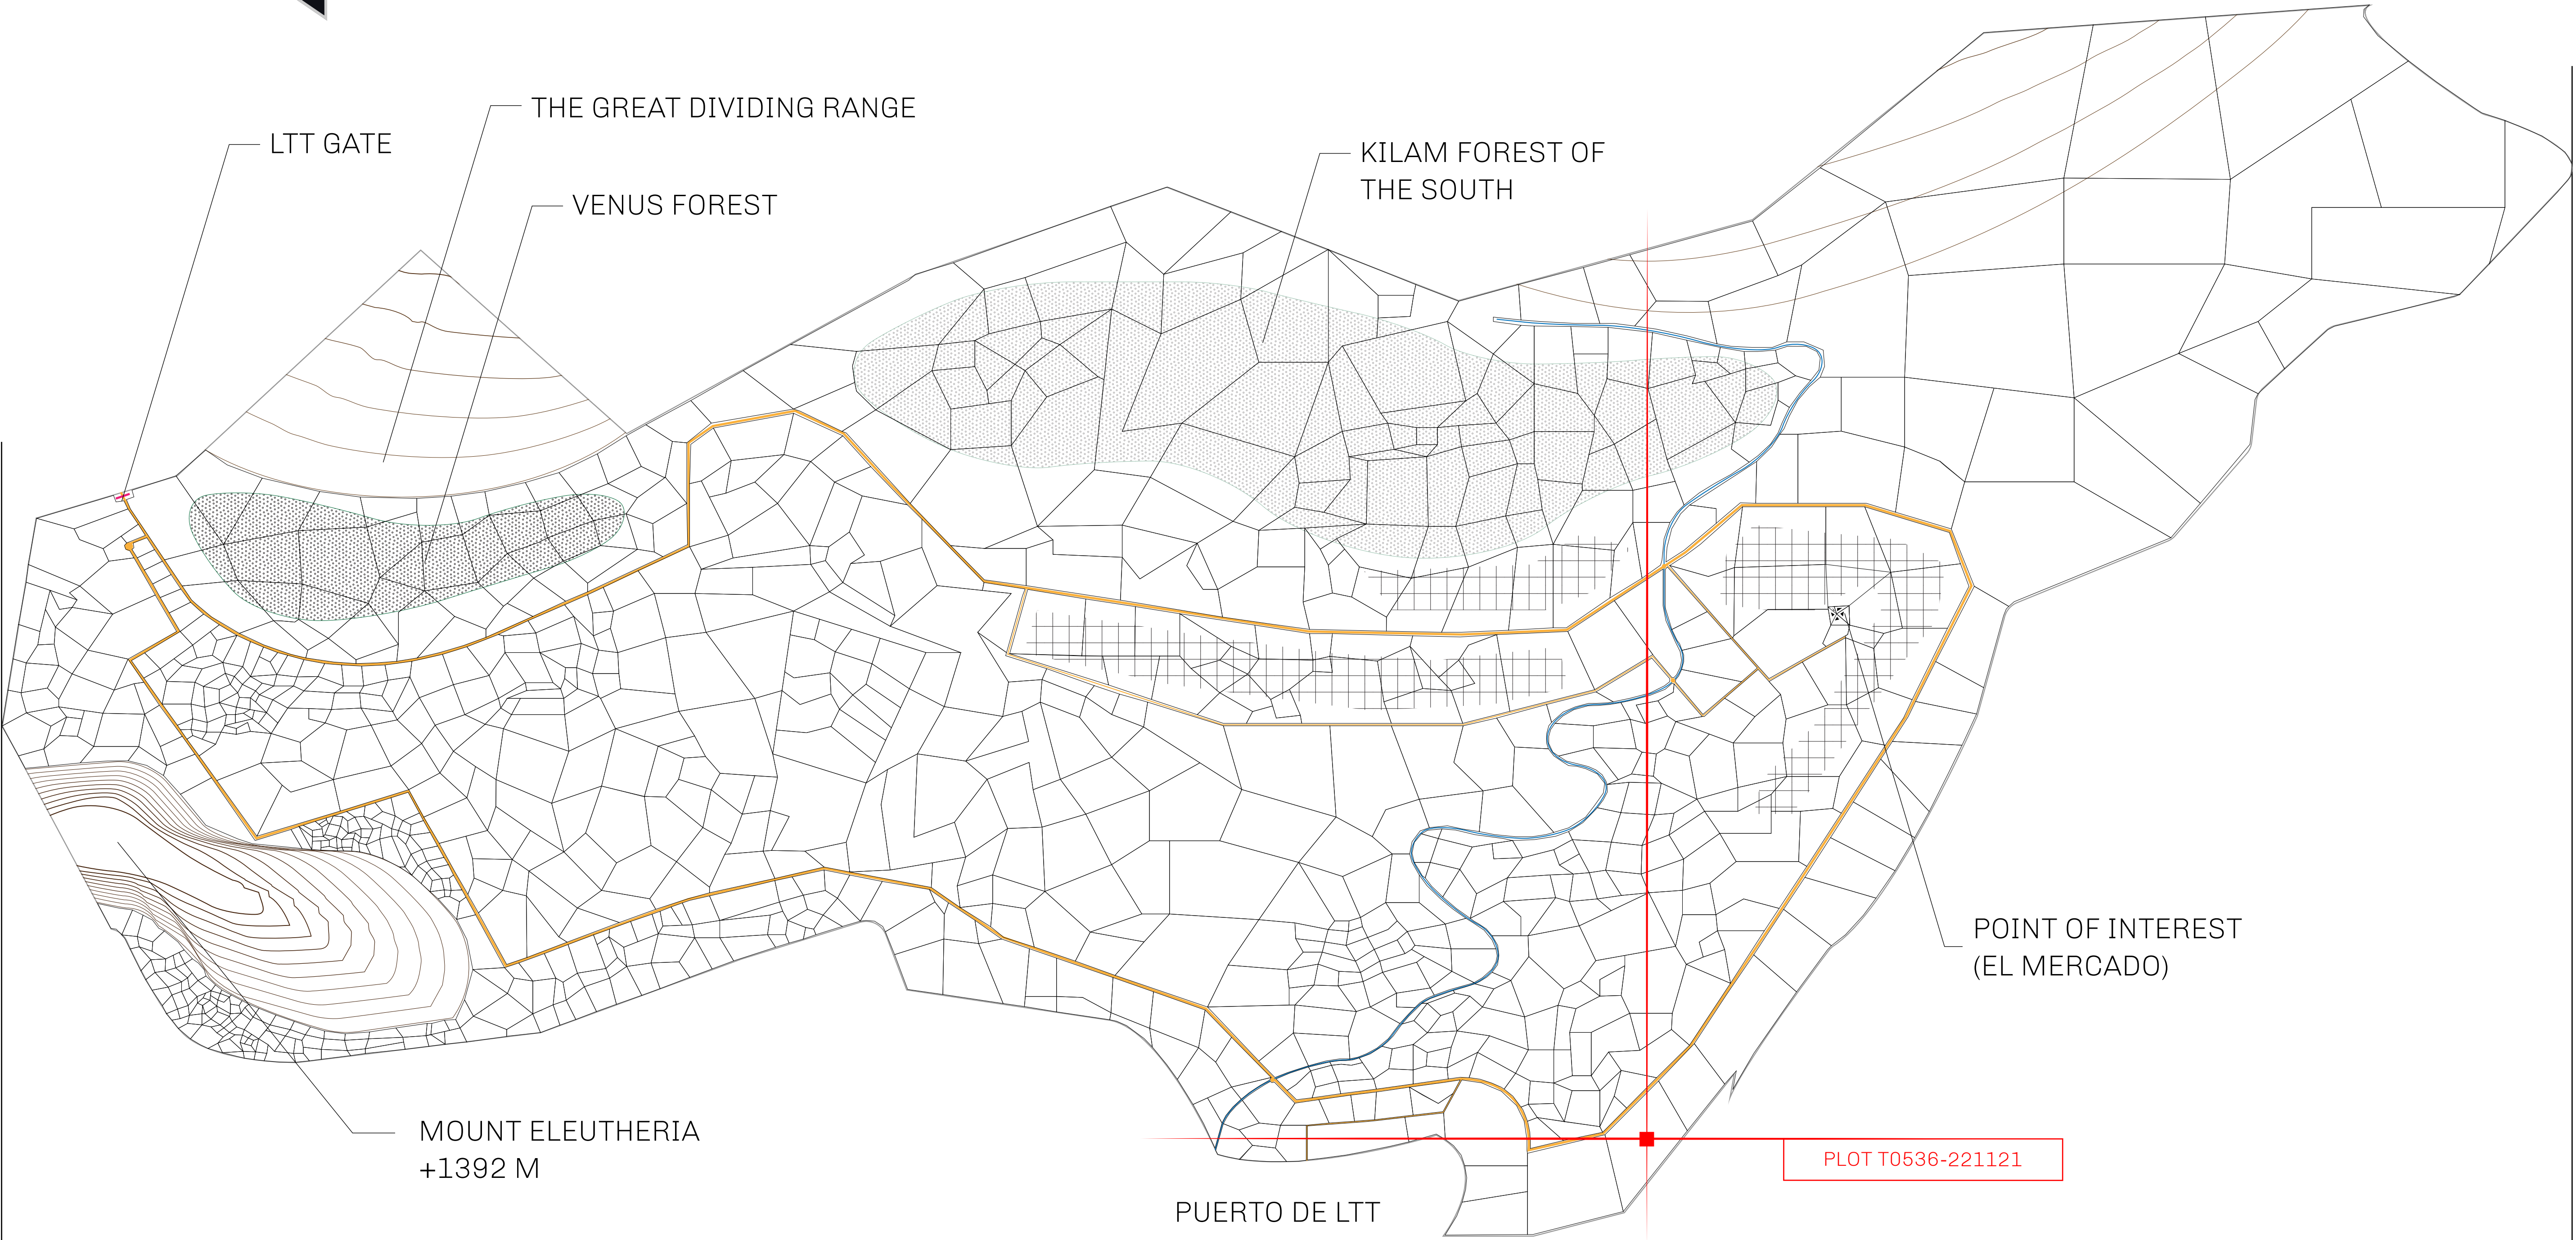 THE GREAT DIVIDING RANGE
LTT GATE
VENUS FOREST
KILAM FOREST OF
THE SOUTH
POINT OF INTEREST
(EL MERCADO)
MOUNT ELEUTHERIA
+1392 M
PLOT T0536-221121
PUERTO DE LTT